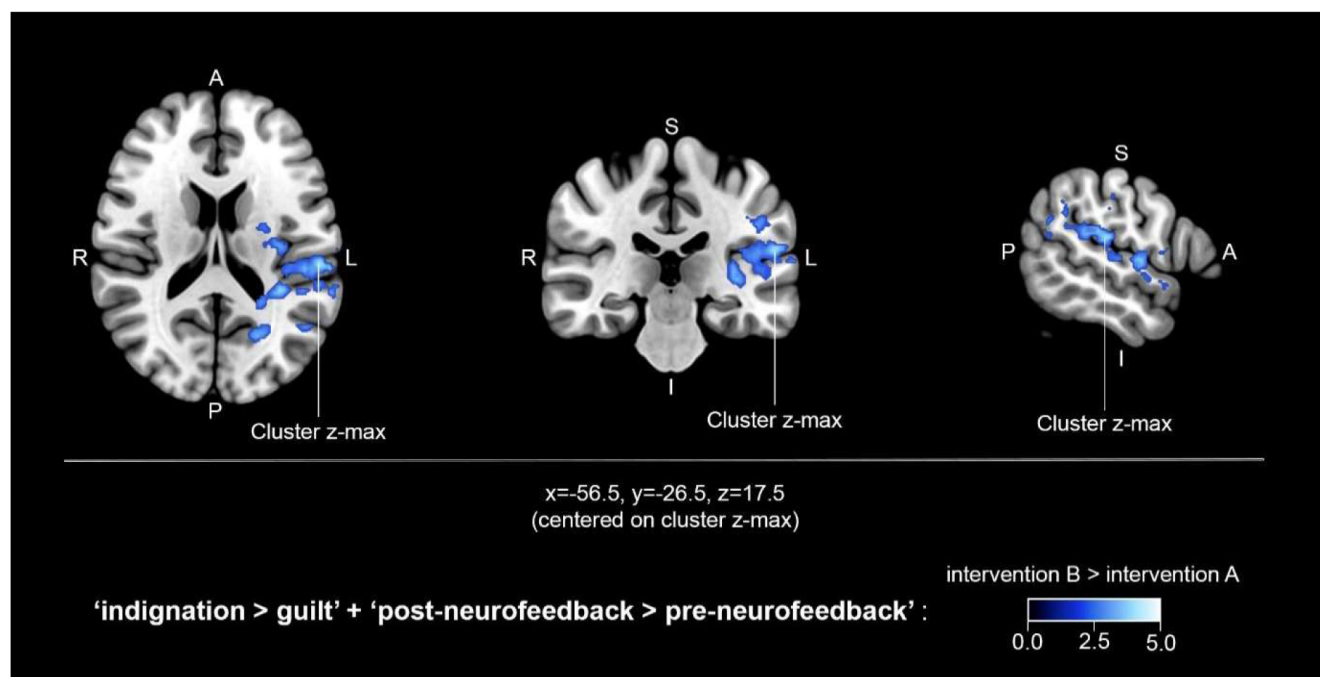 A
R
L
P
Cluster z-max
S
R
L
I
Cluster z-max
S
P
A
I
Cluster z-max
x=-56.5, y=-26.5, z=17.5
(centered on cluster z-max)
intervention B > intervention A
‘indignation > guilt’ + ‘post-neurofeedback > pre-neurofeedback’ :
0.0 2.5 5.0